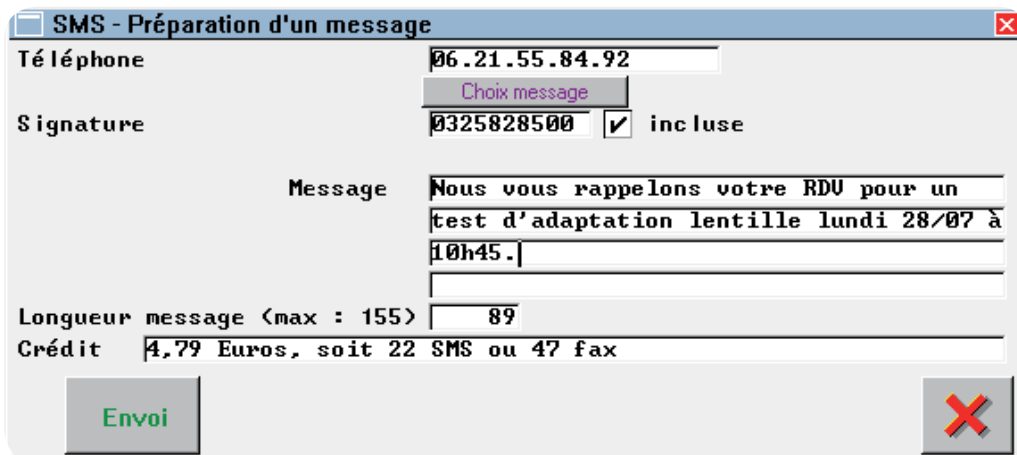 SMS - Préparation d'un message
Téléphone 06.21.55.84.92
Choix message
Signature 0325828500 incluse
Message Nous vous rappelons votre RDV pour un
test d'adaptation lentille lundi 28/07 à
10h45.
Longueur message (max : 155) 89
Crédit 4,79 Euros, soit 22 SMS ou 47 fax
Envoi